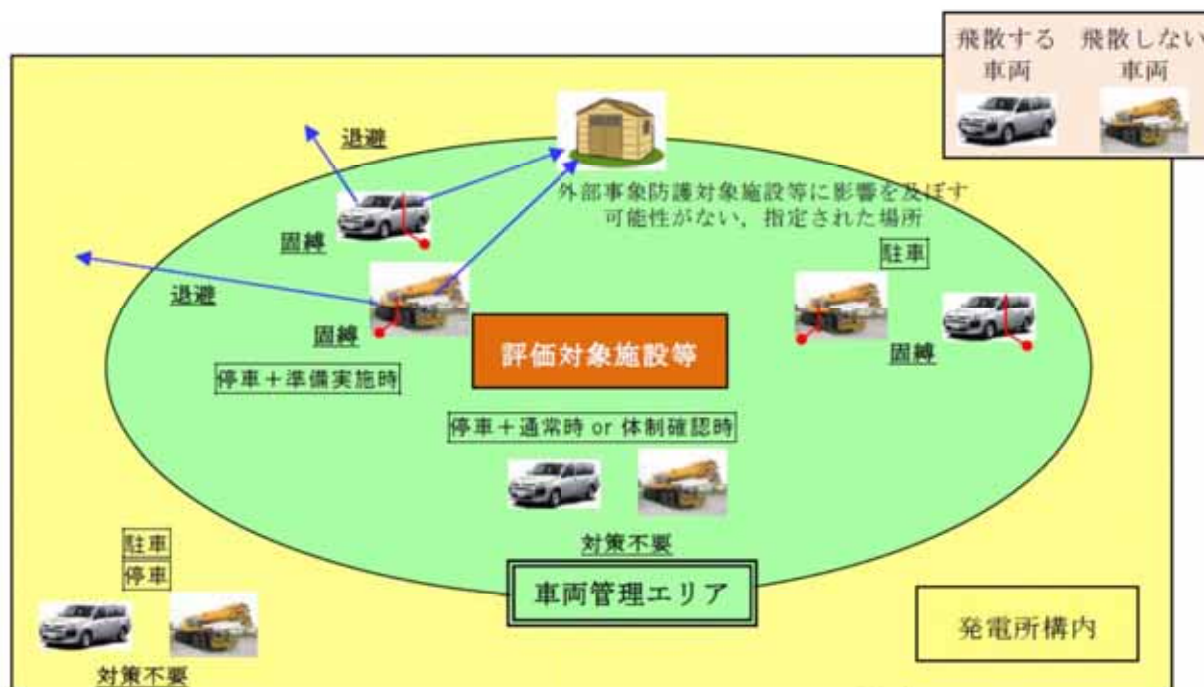 飛散する 飛散しない
車両 車両
退避
外部事象防護対象施設等に影響を及ぼす
可能性がない，指定された場所
固縛
駐車
退避
固縛
固縛
評価対象施設等
停車＋準備実施時
停車＋通常時 or 体制確認時
対策不要
駐車
停車
車両管理エリア
発電所構内
対策不要